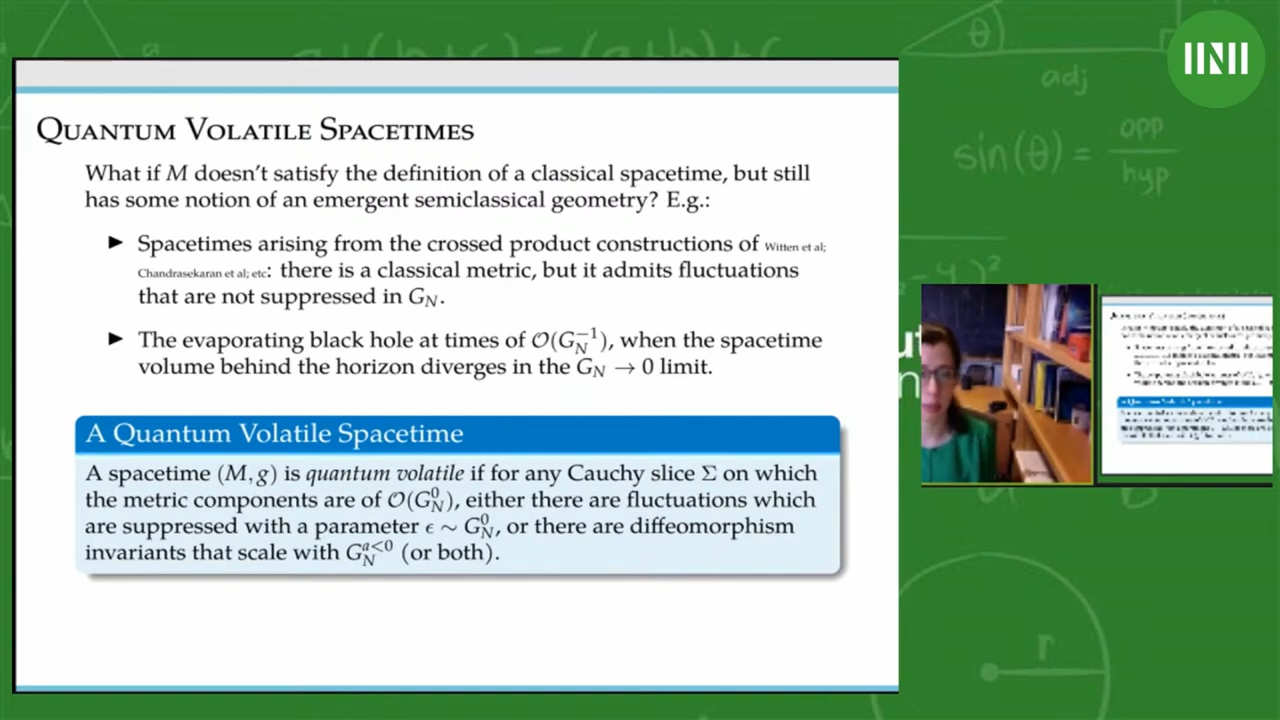 QUANTUM VOLATILE SPACETIMES
What if M doesn't satisfy the definition of a classical spacetime, but still
has some notion of an emergent semiclassical geometry? E.g.:
▶ Spacetimes arising from the crossed product constructions of Witten et al;
Chandrasekaran et al; etc: there is a classical metric, but it admits fluctuations
that are not suppressed in G_N.
▶ The evaporating black hole at times of O(G_N^{-1}), when the spacetime
volume behind the horizon diverges in the G_N → 0 limit.
A Quantum Volatile Spacetime
A spacetime (M, g) is quantum volatile if for any Cauchy slice Σ on which
the metric components are of O(G_N^0), either there are fluctuations which
are suppressed with a parameter ϵ ∼ G_N^0, or there are diffeomorphism
invariants that scale with G_N^{a<0} (or both).
θ
adj
sin(θ) = opp
hyp
r